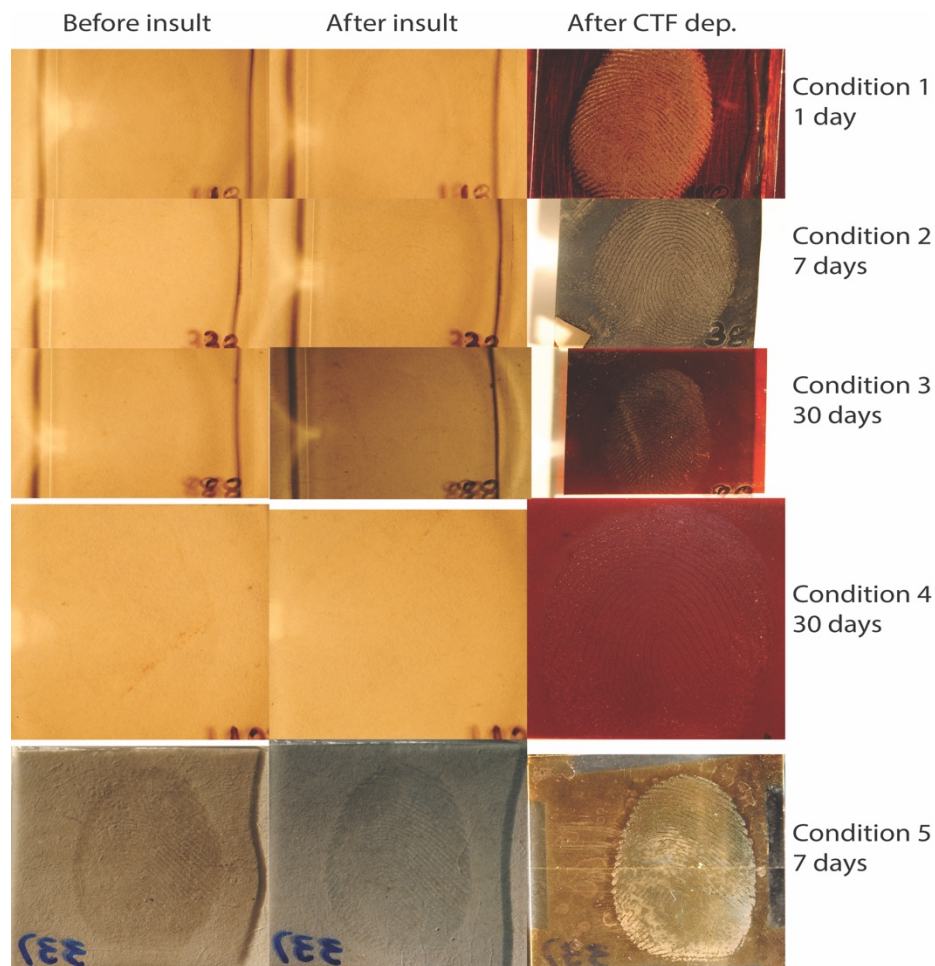 Before insult
After insult
After CTF dep.
Condition 1
1 day
Condition 2
7 days
38
Condition 3
30 days
Condition 4
30 days
Condition 5
7 days
337
337